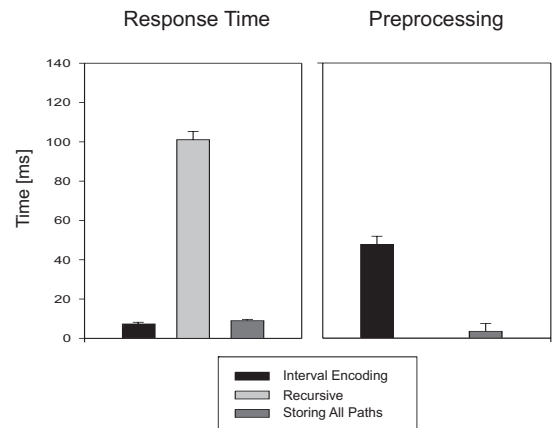 Response Time
Preprocessing
Time [ms]
140
120
100
80
60
40
20
0
Interval Encoding
Recursive
Storing All Paths